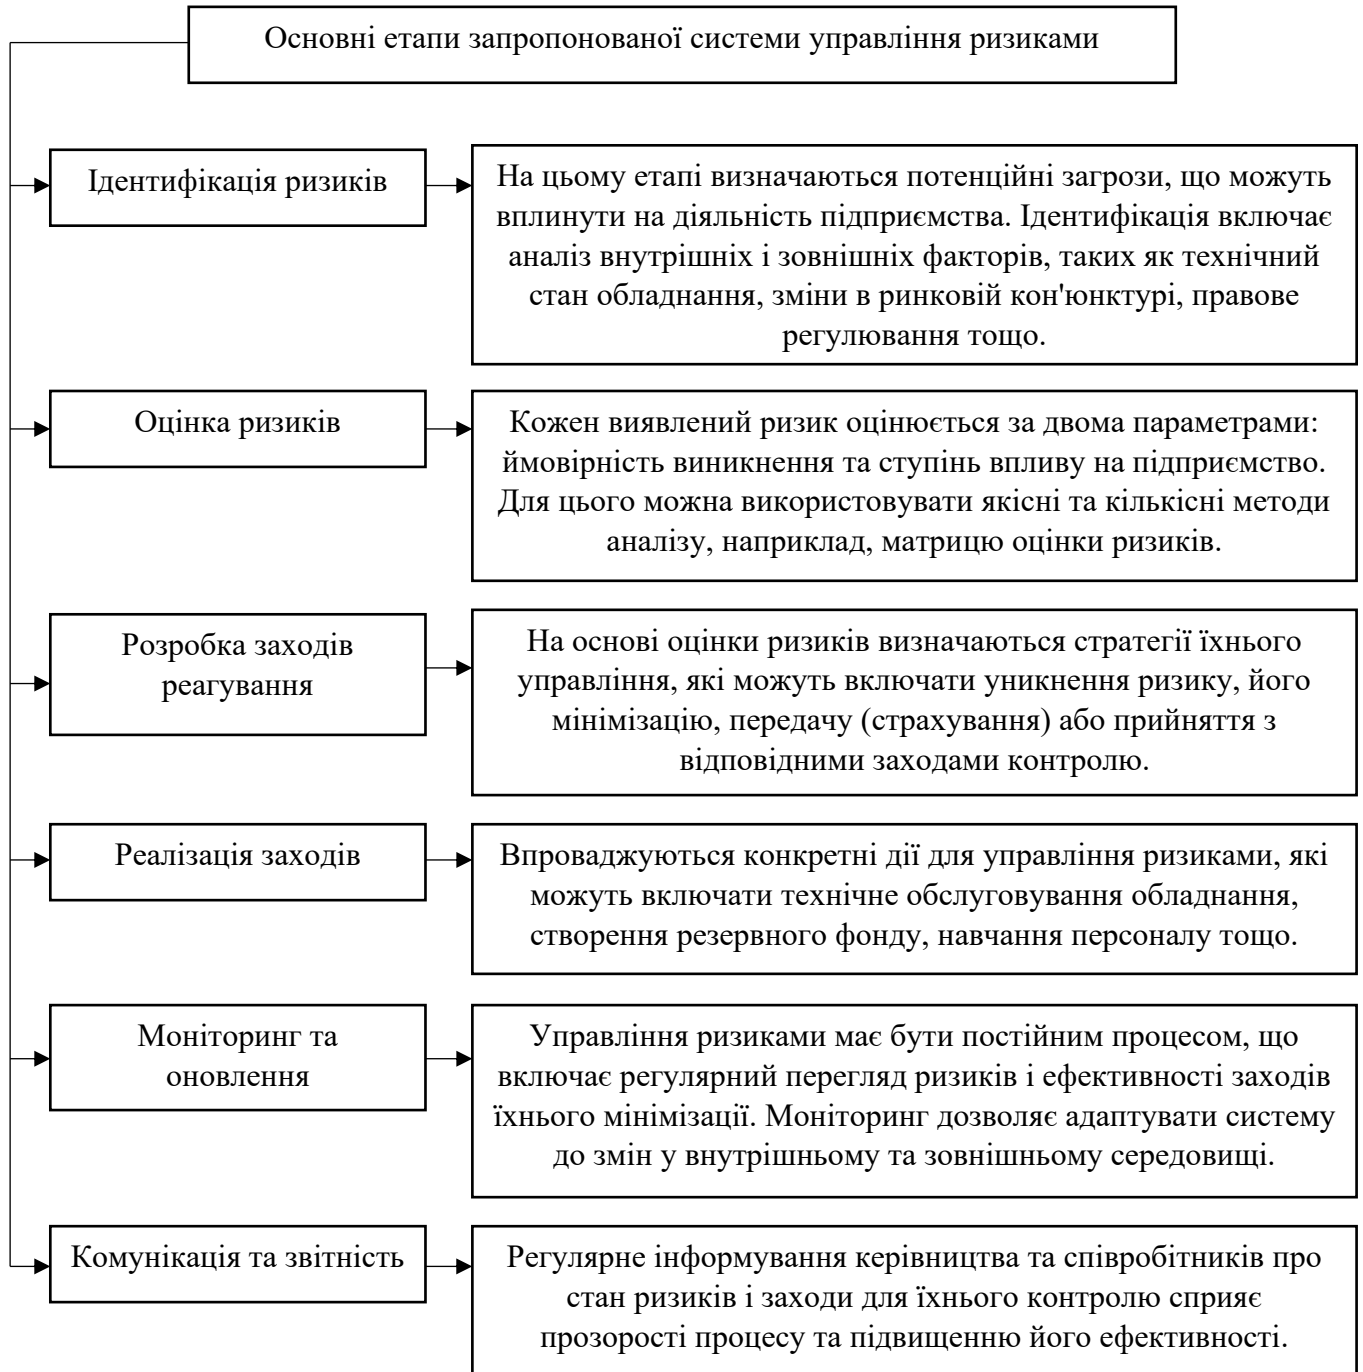 Основні етапи запропонованої системи управління ризиками
Ідентифікація ризиків
На цьому етапі визначаються потенційні загрози, що можуть
вплинути на діяльність підприємства. Ідентифікація включає
аналіз внутрішніх і зовнішніх факторів, таких як технічний
стан обладнання, зміни в ринковій кон'юнктурі, правове
регулювання тощо.
Оцінка ризиків
Кожен виявлений ризик оцінюється за двома параметрами:
ймовірність виникнення та ступінь впливу на підприємство.
Для цього можна використовувати якісні та кількісні методи
аналізу, наприклад, матрицю оцінки ризиків.
Розробка заходів
реагування
На основі оцінки ризиків визначаються стратегії їхнього
управління, які можуть включати уникнення ризику, його
мінімізацію, передачу (страхування) або прийняття з
відповідними заходами контролю.
Реалізація заходів
Впроваджуються конкретні дії для управління ризиками, які
можуть включати технічне обслуговування обладнання,
створення резервного фонду, навчання персоналу тощо.
Моніторинг та
оновлення
Управління ризиками має бути постійним процесом, що
включає регулярний перегляд ризиків і ефективності заходів
їхнього мінімізації. Моніторинг дозволяє адаптувати систему
до змін у внутрішньому та зовнішньому середовищі.
Комунікація та звітність
Регулярне інформування керівництва та співробітників про
стан ризиків і заходи для їхнього контролю сприяє
прозорості процесу та підвищенню його ефективності.